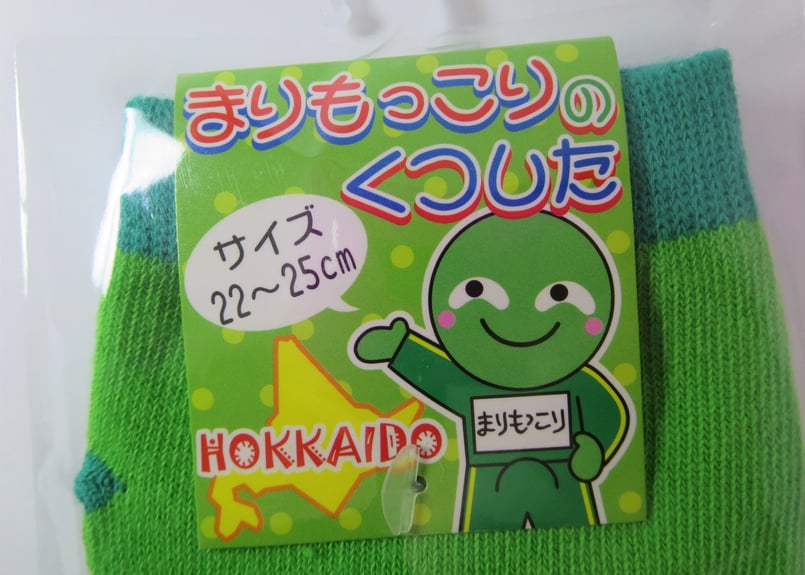 まりもっこりの
くつした
サイズ
22～25cm
HOKKAIDO
まりもっこり